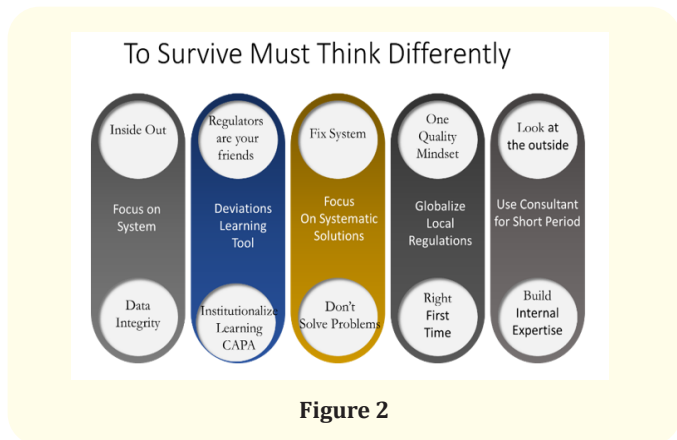 To Survive Must Think Differently
Inside Out
Focus on
System
Data
Integrity
Regulators
are your
friends
Deviations
Learning
Tool
Institutionalize
Learning
CAPA
Fix System
Focus
On Systematic
Solutions
Don't
Solve Problems
One
Quality
Mindset
Globalize
Local
Regulations
Right
First
Time
Look at
the outside
Use Consultant
for Short Period
Build
Internal
Expertise
Figure 2